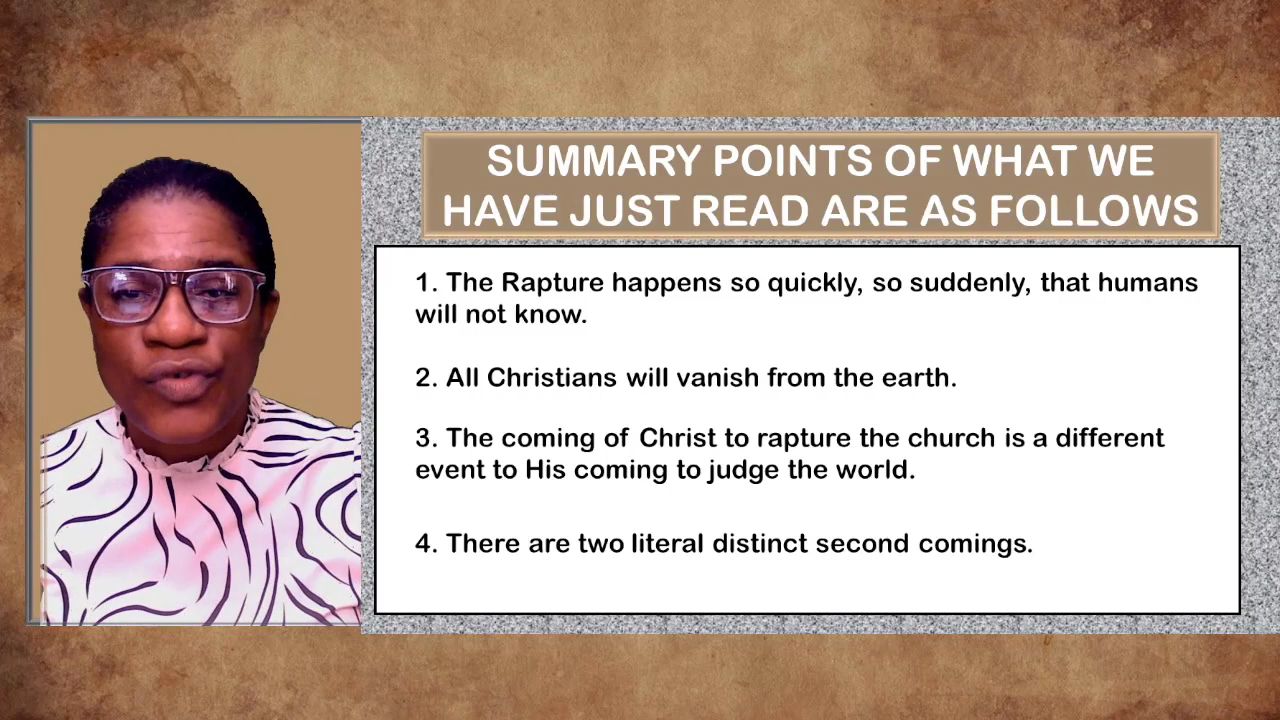 SUMMARY POINTS OF WHAT WE
HAVE JUST READ ARE AS FOLLOWS
1. The Rapture happens so quickly, so suddenly, that humans
will not know.
2. All Christians will vanish from the earth.
3. The coming of Christ to rapture the church is a different
event to His coming to judge the world.
4. There are two literal distinct second comings.